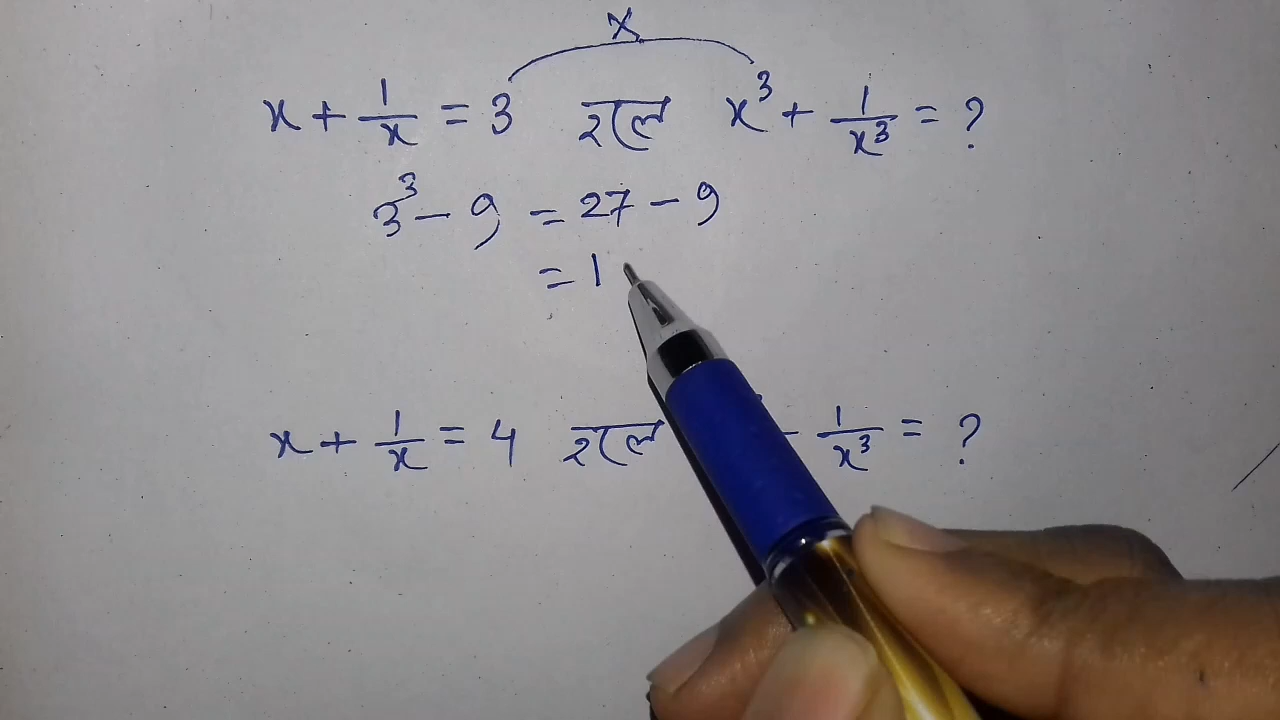 x
x + 1/x = 3 হলে x³ + 1/x³ = ?
3³ - 9 = 27 - 9
= 1
x + 1/x = 4 হলে - 1/x³ = ?